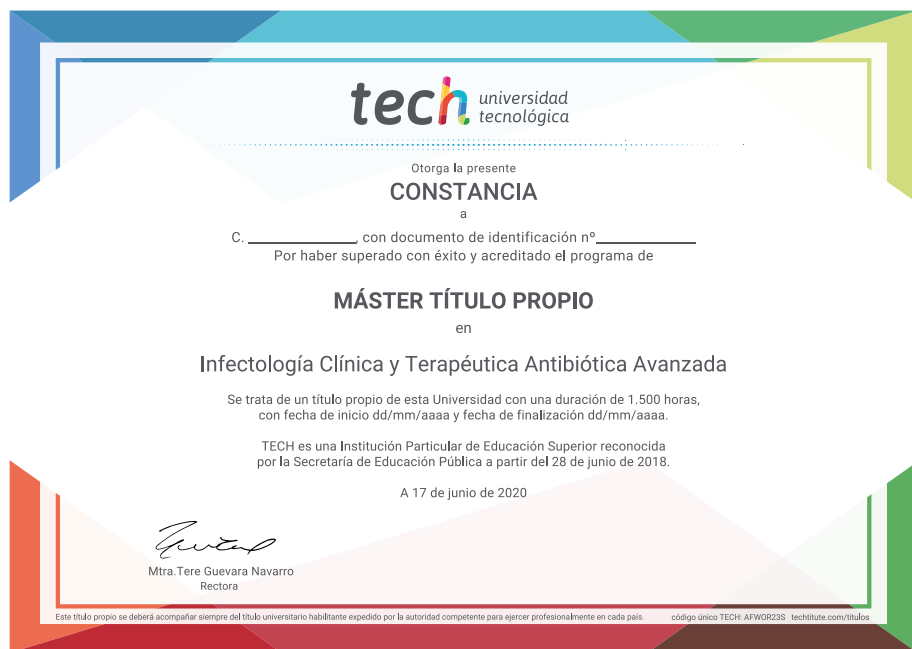 tech universidad
tecnológica
Otorga la presente
CONSTANCIA
a
C. ____________, con documento de identificación nº____________
Por haber superado con éxito y acreditado el programa de
MÁSTER TÍTULO PROPIO
en
Infectología Clínica y Terapéutica Antibiótica Avanzada
Se trata de un título propio de esta Universidad con una duración de 1.500 horas,
con fecha de inicio dd/mm/aaaa y fecha de finalización dd/mm/aaaa.
TECH es una Institución Particular de Educación Superior reconocida
por la Secretaría de Educación Pública a partir del 28 de junio de 2018.
A 17 de junio de 2020
Mtra.Tere Guevara Navarro
Rectora
Este título propio se deberá acompañar siempre del título universitario habilitante expedido por la autoridad competente para ejercer profesionalmente en cada país. código único TECH: AFWOR23S techtitute.com/titulos